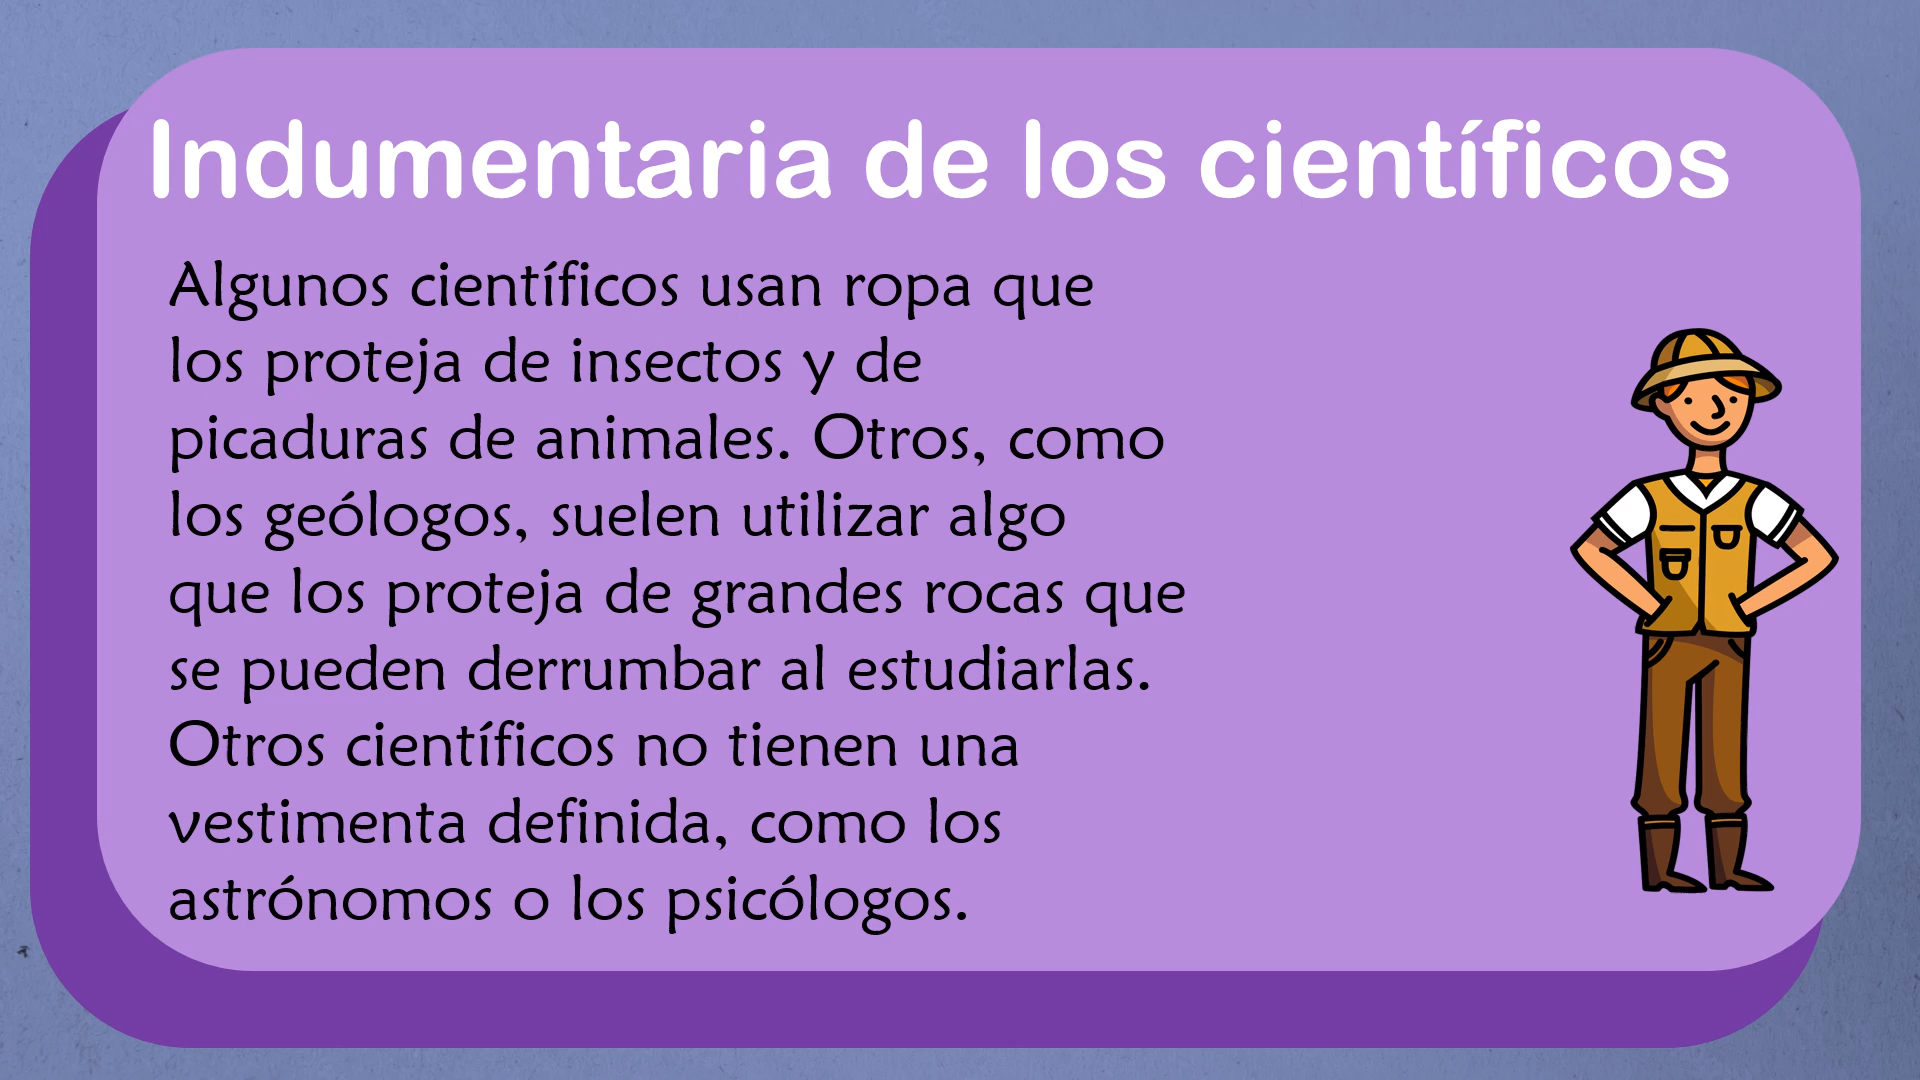 Indumentaria de los científicos
Algunos científicos usan ropa que
los proteja de insectos y de
picaduras de animales. Otros, como
los geólogos, suelen utilizar algo
que los proteja de grandes rocas que
se pueden derrumbar al estudiarlas.
Otros científicos no tienen una
vestimenta definida, como los
astrónomos o los psicólogos.